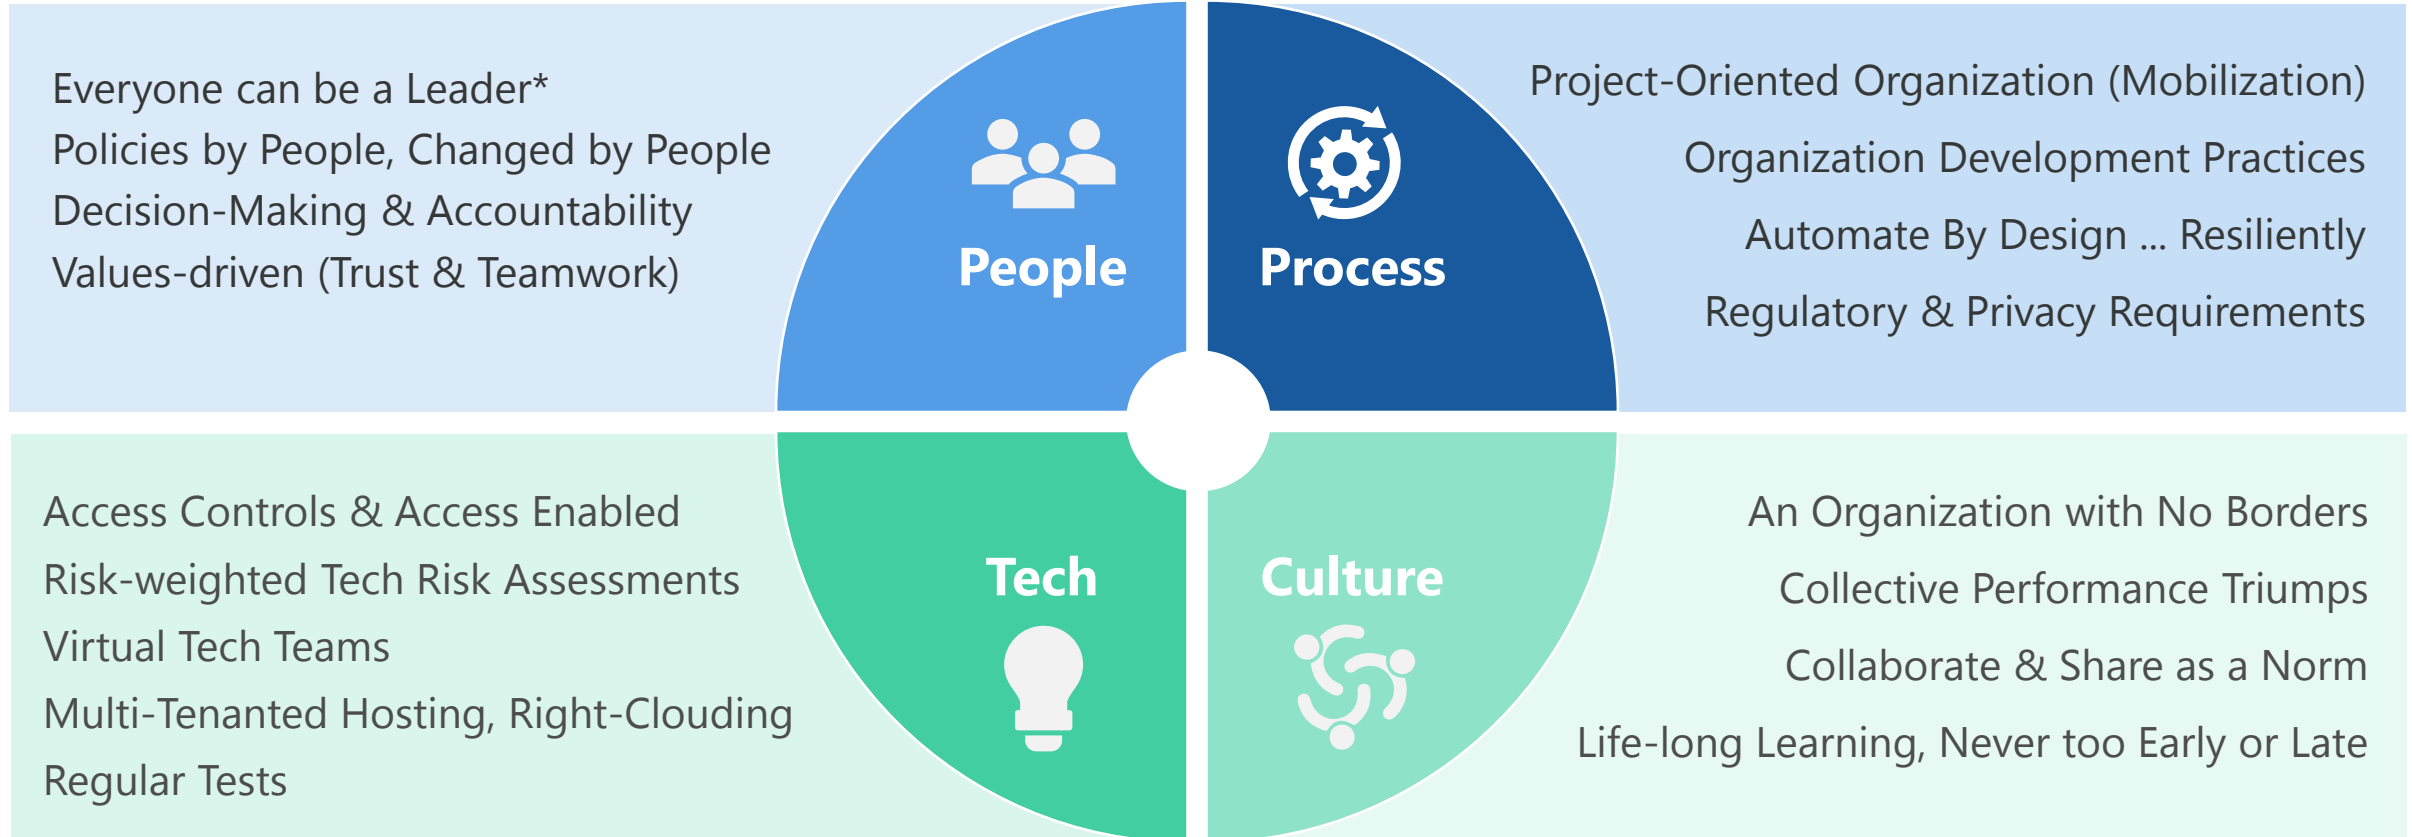 Everyone can be a Leader*
Policies by People, Changed by People
Decision-Making & Accountability
Values-driven (Trust & Teamwork)
People
Process
Project-Oriented Organization (Mobilization)
Organization Development Practices
Automate By Design ... Resiliently
Regulatory & Privacy Requirements
Access Controls & Access Enabled
Risk-weighted Tech Risk Assessments
Virtual Tech Teams
Multi-Tenanted Hosting, Right-Clouding
Regular Tests
Tech
Culture
An Organization with No Borders
Collective Performance Triumps
Collaborate & Share as a Norm
Life-long Learning, Never too Early or Late